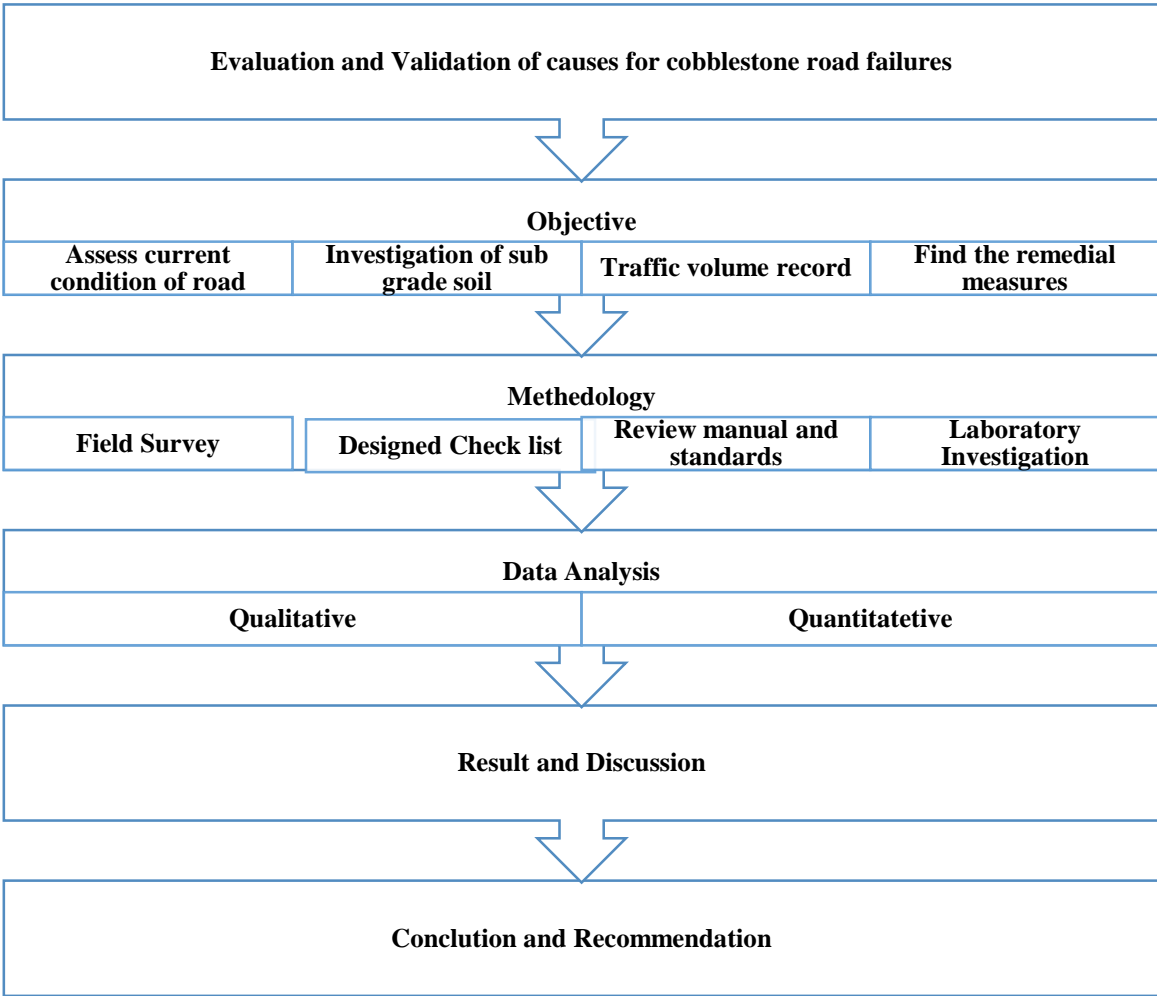 Evaluation and Validation of causes for cobblestone road failures
Objective
Assess current
condition of road
Investigation of sub
grade soil
Traffic volume record
Find the remedial
measures
Methedology
Field Survey
Designed Check list
Review manual and
standards
Laboratory
Investigation
Data Analysis
Qualitative
Quantitatetive
Result and Discussion
Conclution and Recommendation